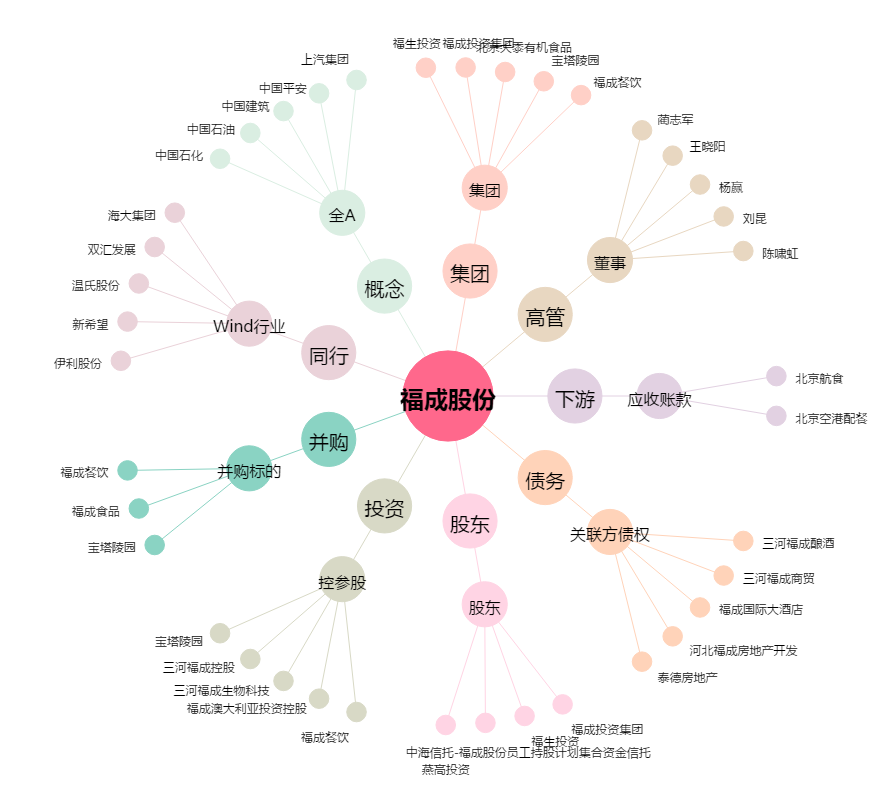 福生投资
福成投资集团
北京大泰有机食品
宝塔陵园
福成餐饮
上汽集团
中国平安
中国建筑
中国石油
中国石化
全A
概念
集团
集团
蔺志军
王晓阳
杨赢
刘昆
陈啸虹
董事
高管
海大集团
双汇发展
温氏股份
新希望
伊利股份
Wind行业
同行
福成股份
下游
应收账款
北京航食
北京空港配餐
并购
并购标的
福成餐饮
福成食品
宝塔陵园
债务
关联方债权
三河福成酿酒
三河福成商贸
福成国际大酒店
河北福成房地产开发
泰德房地产
投资
控参股
宝塔陵园
三河福成控股
三河福成生物科技
福成澳大利亚投资控股
福成餐饮
股东
股东
福成投资集团
福生投资
中海信托-福成股份员工持股计划集合资金信托
燕高投资